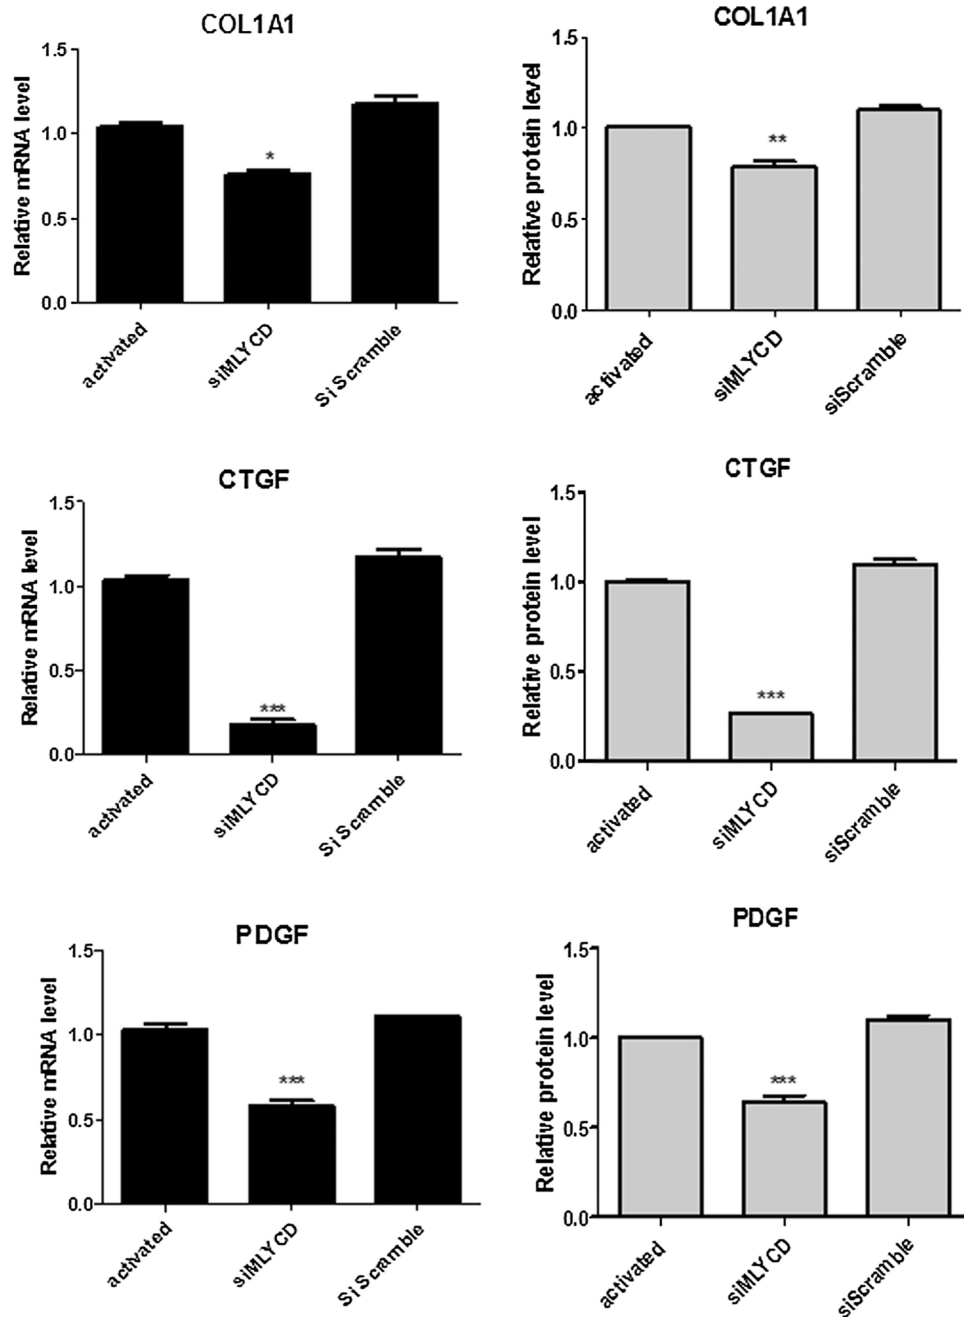 COL1A1
Relative mRNA level
1.5
1.0
0.5
0.0
*
activated
siMLYCD
Si Scramble
COL1A1
Relative protein level
1.5
1.0
0.5
0.0
**
activated
siMLYCD
siScramble
CTGF
Relative mRNA level
1.5
1.0
0.5
0.0
***
activated
siMLYCD
Si Scramble
CTGF
Relative protein level
1.5
1.0
0.5
0.0
***
activated
siMLYCD
siScramble
PDGF
Relative mRNA level
1.5
1.0
0.5
0.0
***
activated
siMLYCD
Si Scramble
PDGF
Relative protein level
1.5
1.0
0.5
0.0
***
activated
siMLYCD
siScramble